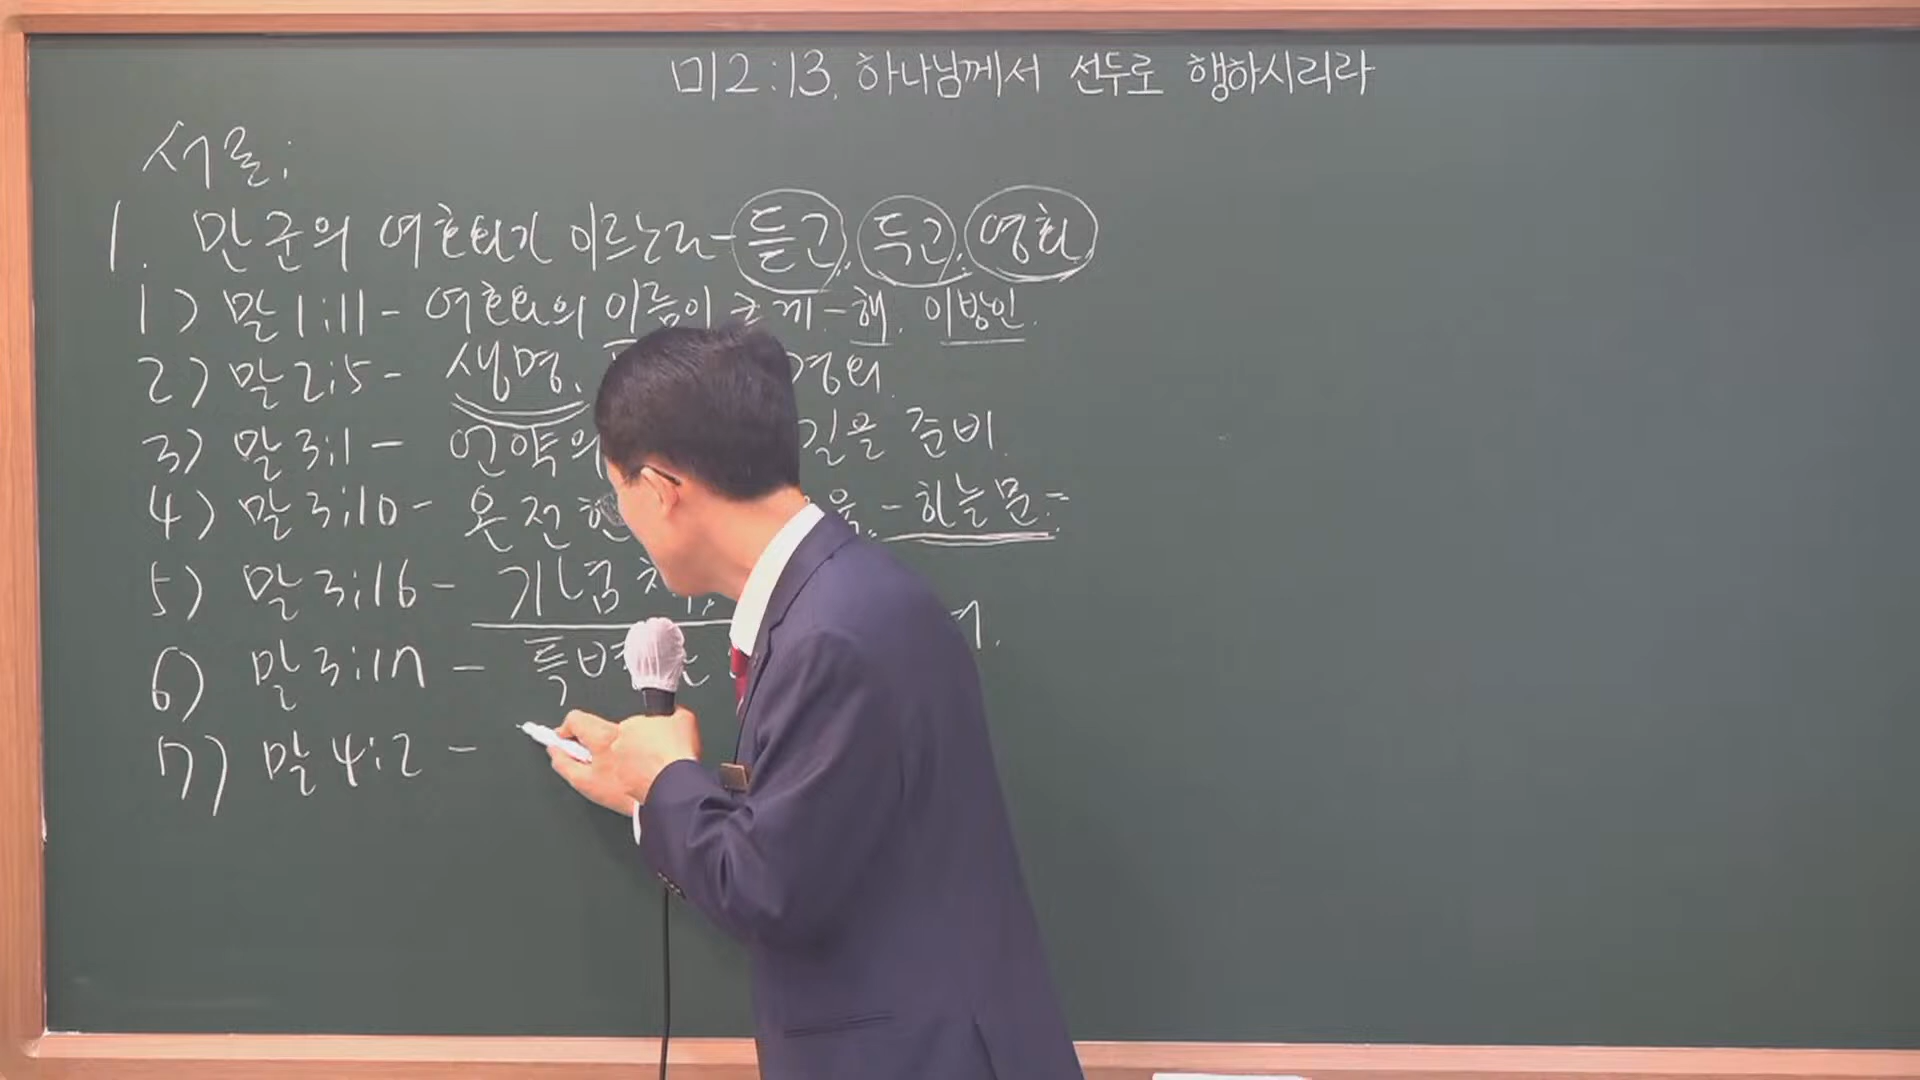 미2:13. 하나님께서 선두로 행하시리라
서론:
1. 만군의 여호와가 이르노라 - 듣고, 두고, 영화
1) 말1:11 - 여호와의 이름이 크게 - 해. 이방인.
2) 말2:5 - 생명. 경외.
3) 말3:1 - 언약의 길을 준비.
4) 말3:10 - 온전한 - 하늘문 -
5) 말3:16 - 기념책,
6) 말3:17 - 특별한
7) 말4:2 -